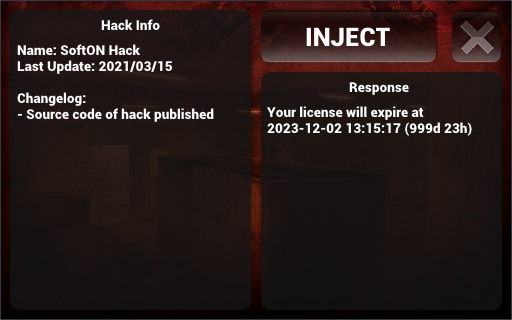 Hack Info
Name: SoftON Hack
Last Update: 2021/03/15
Changelog:
- Source code of hack published
INJECT
Response
Your license will expire at
2023-12-02 13:15:17 (999d 23h)